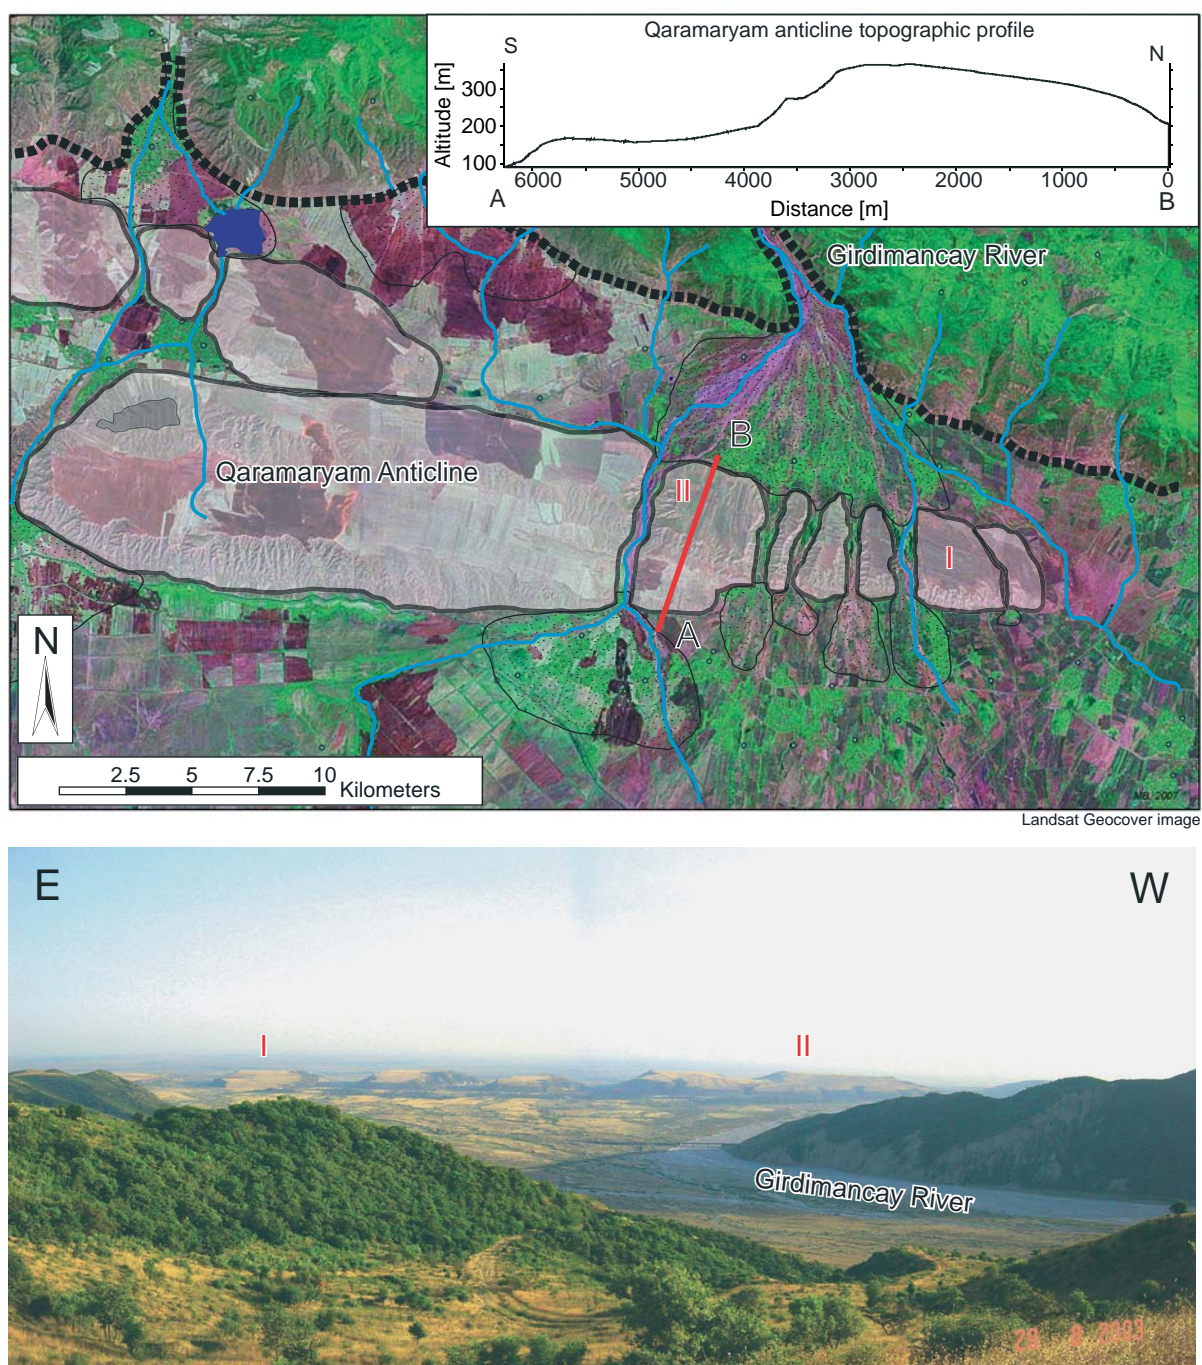 Qaramaryam anticline topographic profile
S
N
Altitude [m]
300
200
100
6000 5000 4000 3000 2000 1000 0
A
B
Distance [m]
Girdimancay River
B
Qaramaryam Anticline
II
I
A
N
2.5 5 7.5 10
Kilometers
MB. 2007
Landsat Geocover image
E
W
I
II
Girdimancay River
29 8 2003